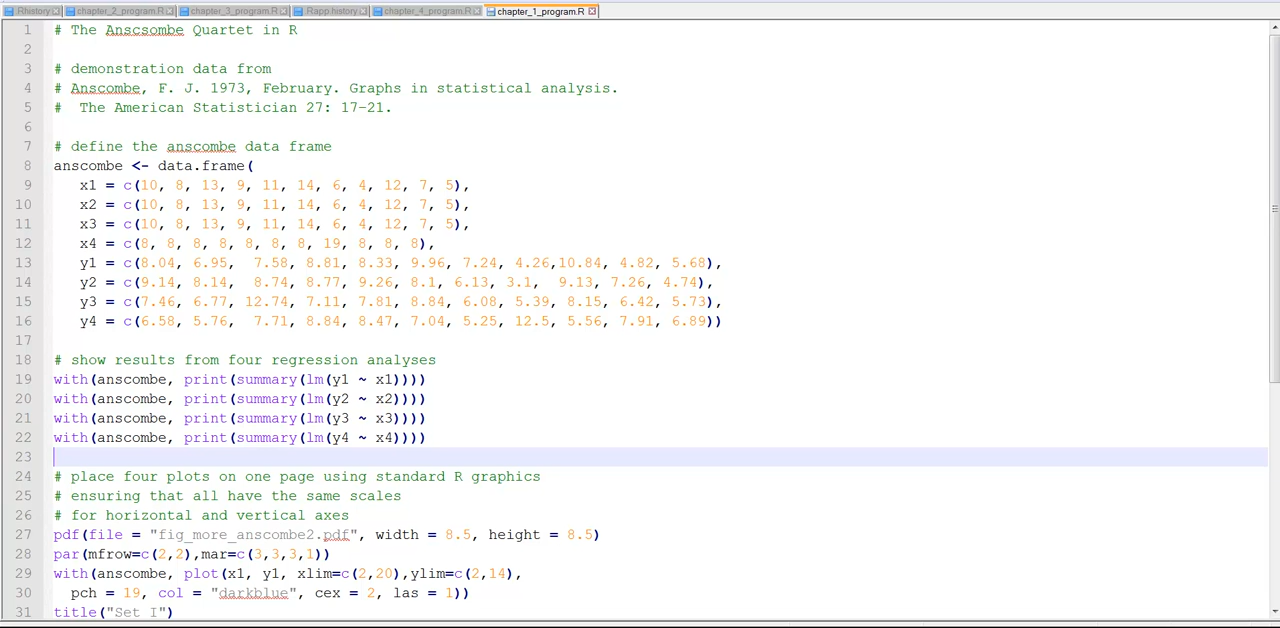 Rhistory chapter_2_program.R chapter_3_program.R Rapp.history chapter_4_program.R chapter_1_program.R
1 # The Anscsombe Quartet in R
2
3 # demonstration data from
4 # Anscombe, F. J. 1973, February. Graphs in statistical analysis.
5 #  The American Statistician 27: 17-21.
6
7 # define the anscombe data frame
8 anscombe <- data.frame(
9    x1 = c(10, 8, 13, 9, 11, 14, 6, 4, 12, 7, 5),
10    x2 = c(10, 8, 13, 9, 11, 14, 6, 4, 12, 7, 5),
11    x3 = c(10, 8, 13, 9, 11, 14, 6, 4, 12, 7, 5),
12    x4 = c(8, 8, 8, 8, 8, 8, 8, 19, 8, 8, 8),
13    y1 = c(8.04, 6.95,  7.58, 8.81, 8.33, 9.96, 7.24, 4.26,10.84, 4.82, 5.68),
14    y2 = c(9.14, 8.14,  8.74, 8.77, 9.26, 8.1, 6.13, 3.1,  9.13, 7.26, 4.74),
15    y3 = c(7.46, 6.77, 12.74, 7.11, 7.81, 8.84, 6.08, 5.39, 8.15, 6.42, 5.73),
16    y4 = c(6.58, 5.76,  7.71, 8.84, 8.47, 7.04, 5.25, 12.5, 5.56, 7.91, 6.89))
17
18 # show results from four regression analyses
19 with(anscombe, print(summary(lm(y1 ~ x1))))
20 with(anscombe, print(summary(lm(y2 ~ x2))))
21 with(anscombe, print(summary(lm(y3 ~ x3))))
22 with(anscombe, print(summary(lm(y4 ~ x4))))
23
24 # place four plots on one page using standard R graphics
25 # ensuring that all have the same scales
26 # for horizontal and vertical axes
27 pdf(file = "fig_more_anscombe2.pdf", width = 8.5, height = 8.5)
28 par(mfrow=c(2,2),mar=c(3,3,3,1))
29 with(anscombe, plot(x1, y1, xlim=c(2,20),ylim=c(2,14),
30   pch = 19, col = "darkblue", cex = 2, las = 1))
31 title("Set I")